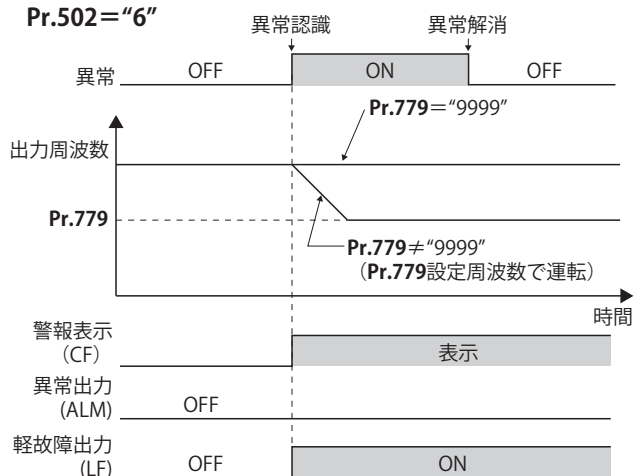 Pr.502＝“6”
異常認識
異常解消
異常
OFF
ON
OFF
Pr.779＝“9999”
出力周波数
Pr.779
Pr.779≠“9999”
（Pr.779設定周波数で運転）
時間
警報表示
（CF）
表示
異常出力
(ALM)
OFF
軽故障出力
(LF)
OFF
ON